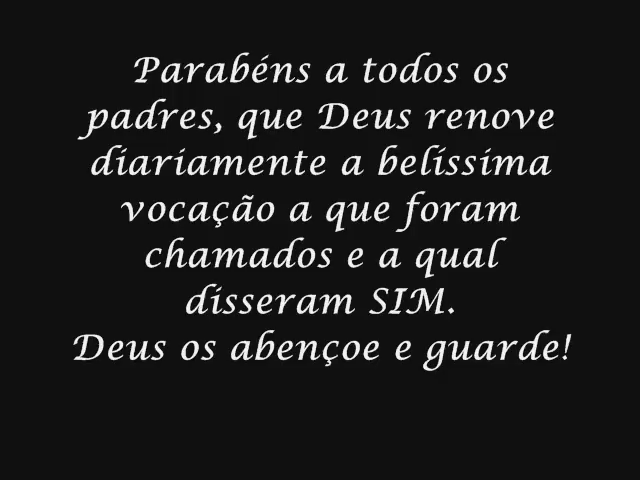 Parabéns a todos os
padres, que Deus renove
diariamente a belíssima
vocação a que foram
chamados e a qual
disseram SIM.
Deus os abençoe e guarde!